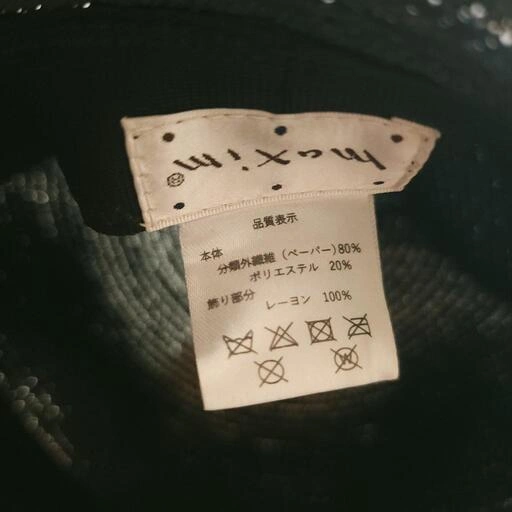 maxim
品質表示
本体
分類外繊維（ペーパー）80%
ポリエステル 20%
飾り部分
レーヨン 100%